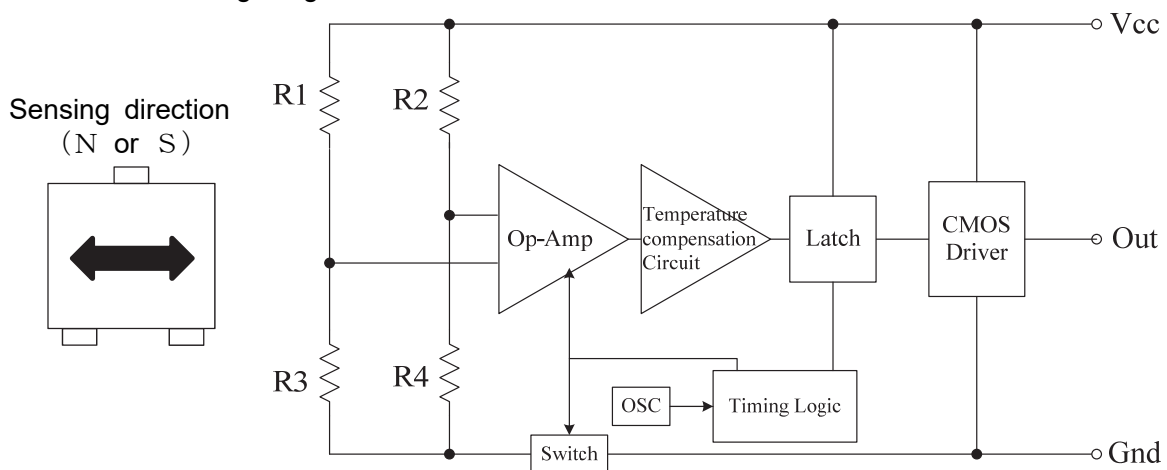 Sensing direction
(N or S)
R1
R2
R3
R4
Op-Amp
Temperature
compensation
Circuit
Latch
CMOS
Driver
OSC
Timing Logic
Switch
Vcc
Out
Gnd